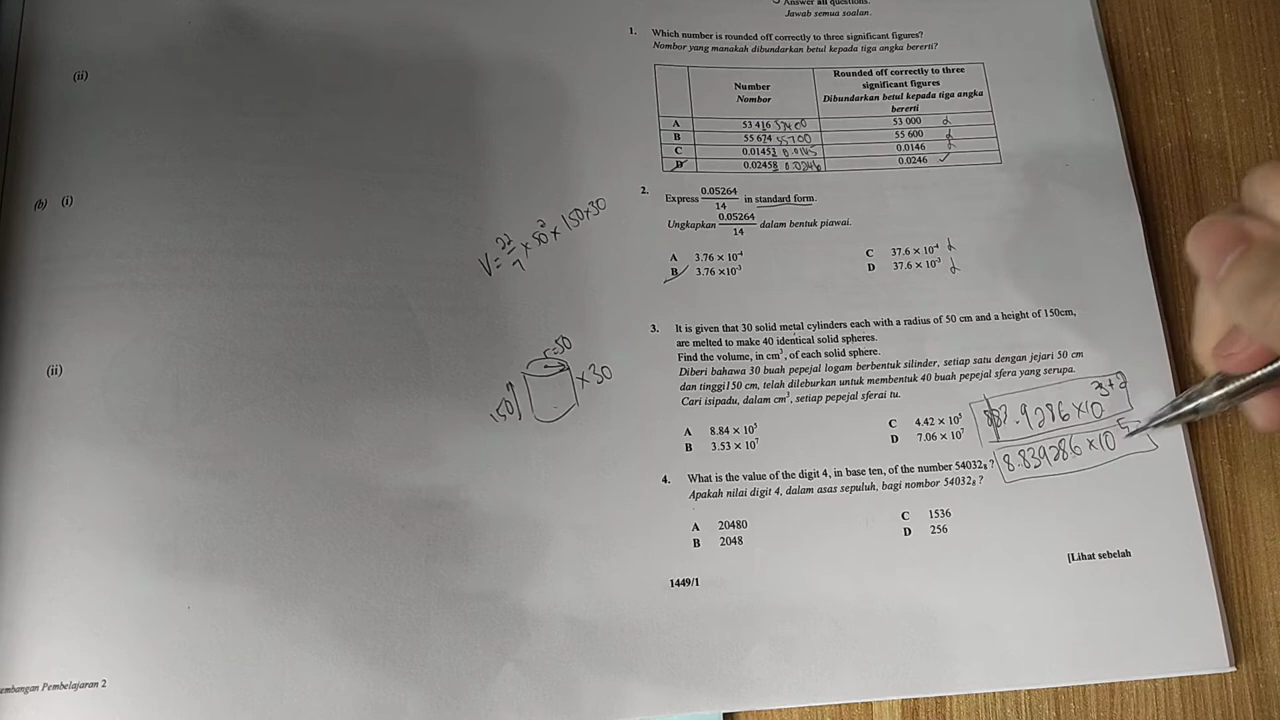 Answer all questions.
Jawab semua soalan.
1. Which number is rounded off correctly to three significant figures?
Nombor yang manakah dibundarkan betul kepada tiga angka bererti?
Number
Nombor
Rounded off correctly to three
significant figures
Dibundarkan betul kepada tiga angka
bererti
A 53 416 53 000
B 55 674 55700 55 600
C 0.01453 0.0145 0.0146
D 0.02458 0.0246 0.0246 ✓
(ii)
(b) (i)
(ii)
V = 22/7 × 50² × 150 × 30
2. Express 0.05264/14 in standard form.
Ungkapkan 0.05264/14 dalam bentuk piawai.
A 3.76 × 10⁻⁴
B 3.76 ×10⁻³
C 37.6 × 10⁻⁴
D 37.6 × 10⁻³
3. It is given that 30 solid metal cylinders each with a radius of 50 cm and a height of 150cm,
are melted to make 40 identical solid spheres.
Find the volume, in cm³, of each solid sphere.
Diberi bahawa 30 buah pepejal logam berbentuk silinder, setiap satu dengan jejari 50 cm
dan tinggi150 cm, telah dileburkan untuk membentuk 40 buah pepejal sfera yang serupa.
Cari isipadu, dalam cm³, setiap pepejal sferai tu.
A 8.84 × 10⁵
B 3.53 × 10⁷
C 4.42 × 10⁵
D 7.06 × 10⁷
r=50
150
× 30
883.9286 × 10³⁺²
8.839286 × 10⁵
4. What is the value of the digit 4, in base ten, of the number 54032₈ ?
Apakah nilai digit 4, dalam asas sepuluh, bagi nombor 54032₈ ?
A 20480
B 2048
C 1536
D 256
[Lihat sebelah
1449/1
embangan Pembelajaran 2